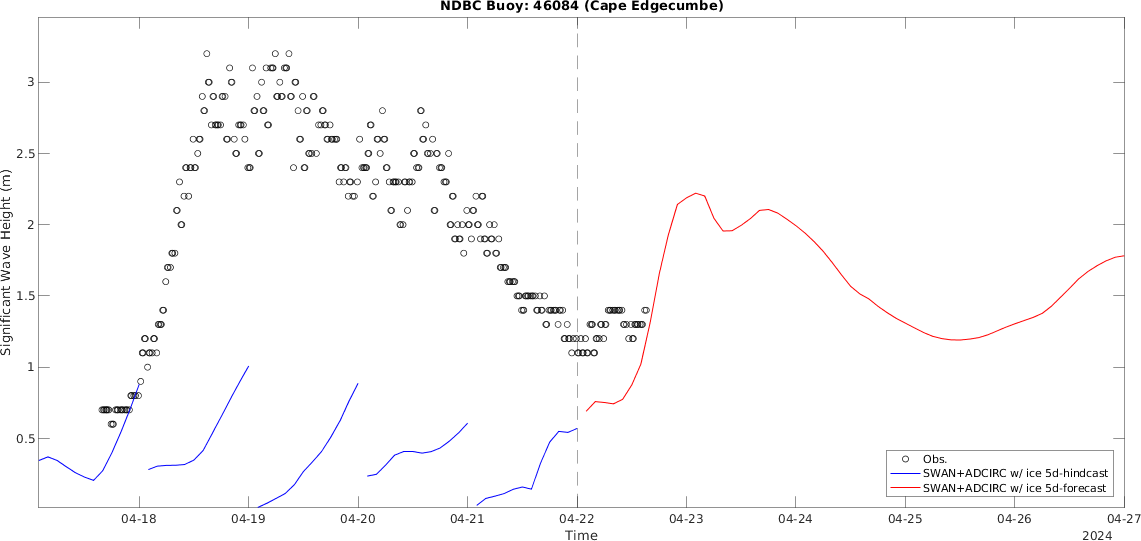 NDBC Buoy: 46084 (Cape Edgecumbe)
Significant Wave Height (m)
3
2.5
2
1.5
1
0.5
Obs.
SWAN+ADCIRC w/ ice 5d-hindcast
SWAN+ADCIRC w/ ice 5d-forecast
04-18 04-19 04-20 04-21 04-22 04-23 04-24 04-25 04-26 04-27
Time
2024